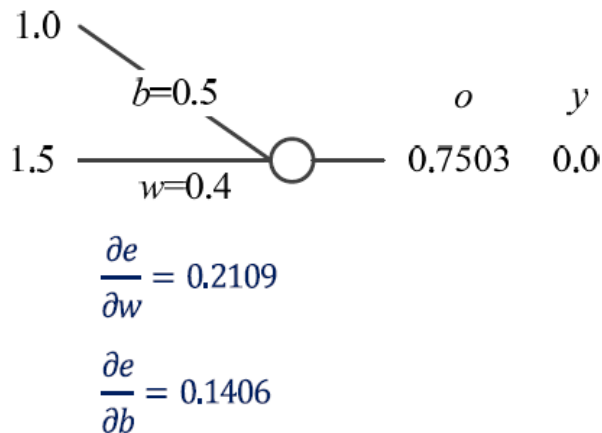 1.0
b=0.5
o y
1.5 0.7503 0.0
w=0.4
∂e/∂w = 0.2109
∂e/∂b = 0.1406